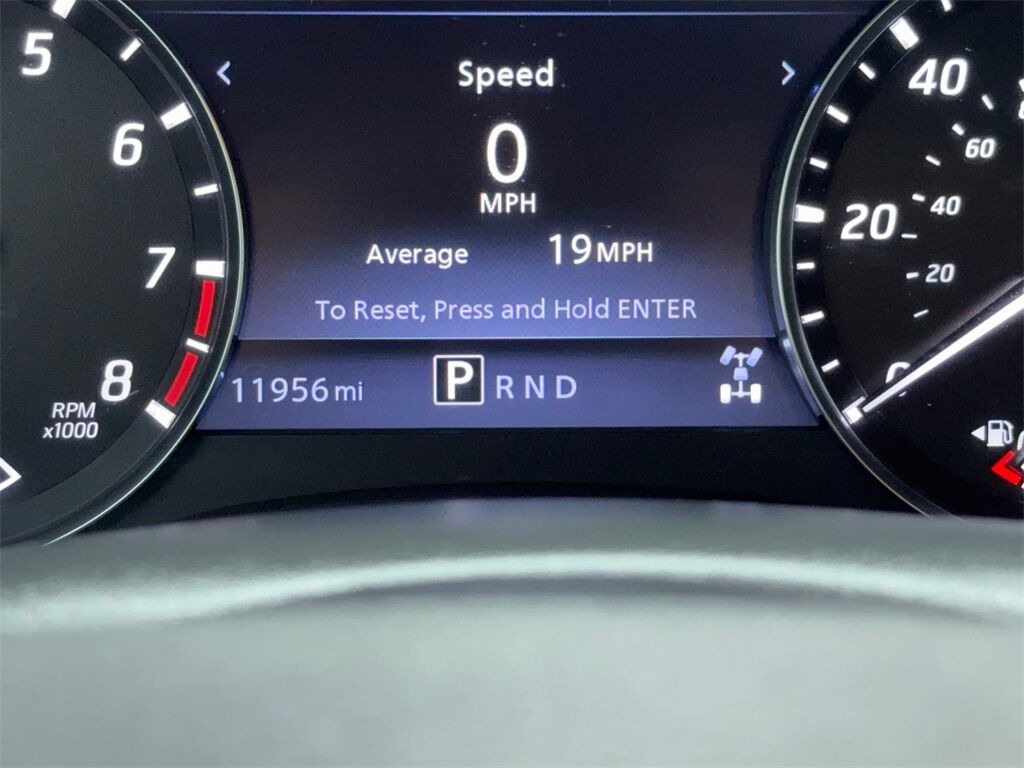 5
6
7
8
RPM
x1000
Speed
0
MPH
Average 19 MPH
To Reset, Press and Hold ENTER
11956 mi P R N D
40
60
20
40
20
0